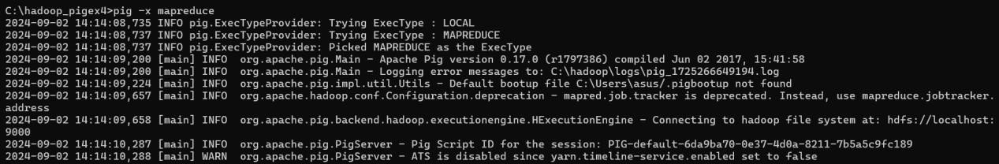 C:\hadoop_pigex4>pig -x mapreduce
2024-09-02 14:14:08,735 INFO pig.ExecTypeProvider: Trying ExecType : LOCAL
2024-09-02 14:14:08,737 INFO pig.ExecTypeProvider: Trying ExecType : MAPREDUCE
2024-09-02 14:14:08,737 INFO pig.ExecTypeProvider: Picked MAPREDUCE as the ExecType
2024-09-02 14:14:09,200 [main] INFO  org.apache.pig.Main - Apache Pig version 0.17.0 (r1797386) compiled Jun 02 2017, 15:41:58
2024-09-02 14:14:09,200 [main] INFO  org.apache.pig.Main - Logging error messages to: C:\hadoop\logs\pig_1725266649194.log
2024-09-02 14:14:09,224 [main] INFO  org.apache.pig.impl.util.Utils - Default bootup file C:\Users\asus/.pigbootup not found
2024-09-02 14:14:09,657 [main] INFO  org.apache.hadoop.conf.Configuration.deprecation - mapred.job.tracker is deprecated. Instead, use mapreduce.jobtracker.
address
2024-09-02 14:14:09,658 [main] INFO  org.apache.pig.backend.hadoop.executionengine.HExecutionEngine - Connecting to hadoop file system at: hdfs://localhost:
9000
2024-09-02 14:14:10,287 [main] INFO  org.apache.pig.PigServer - Pig Script ID for the session: PIG-default-6da9ba70-0e37-4d0a-8211-7b5a5c9fc189
2024-09-02 14:14:10,288 [main] WARN  org.apache.pig.PigServer - ATS is disabled since yarn.timeline-service.enabled set to false